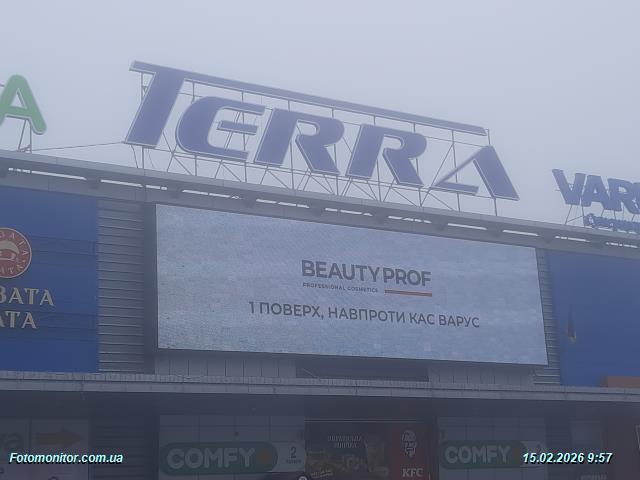 A
TERRA
VAR
BEAUTY PROF
PROFESSIONAL COSMETICS
1 ПОВЕРХ, НАВПРОТИ КАС ВАРУС
ВАТА
АТА
COMFY
2
KFC
COMFY
Fotomonitor.com.ua
15.02.2026 9:57